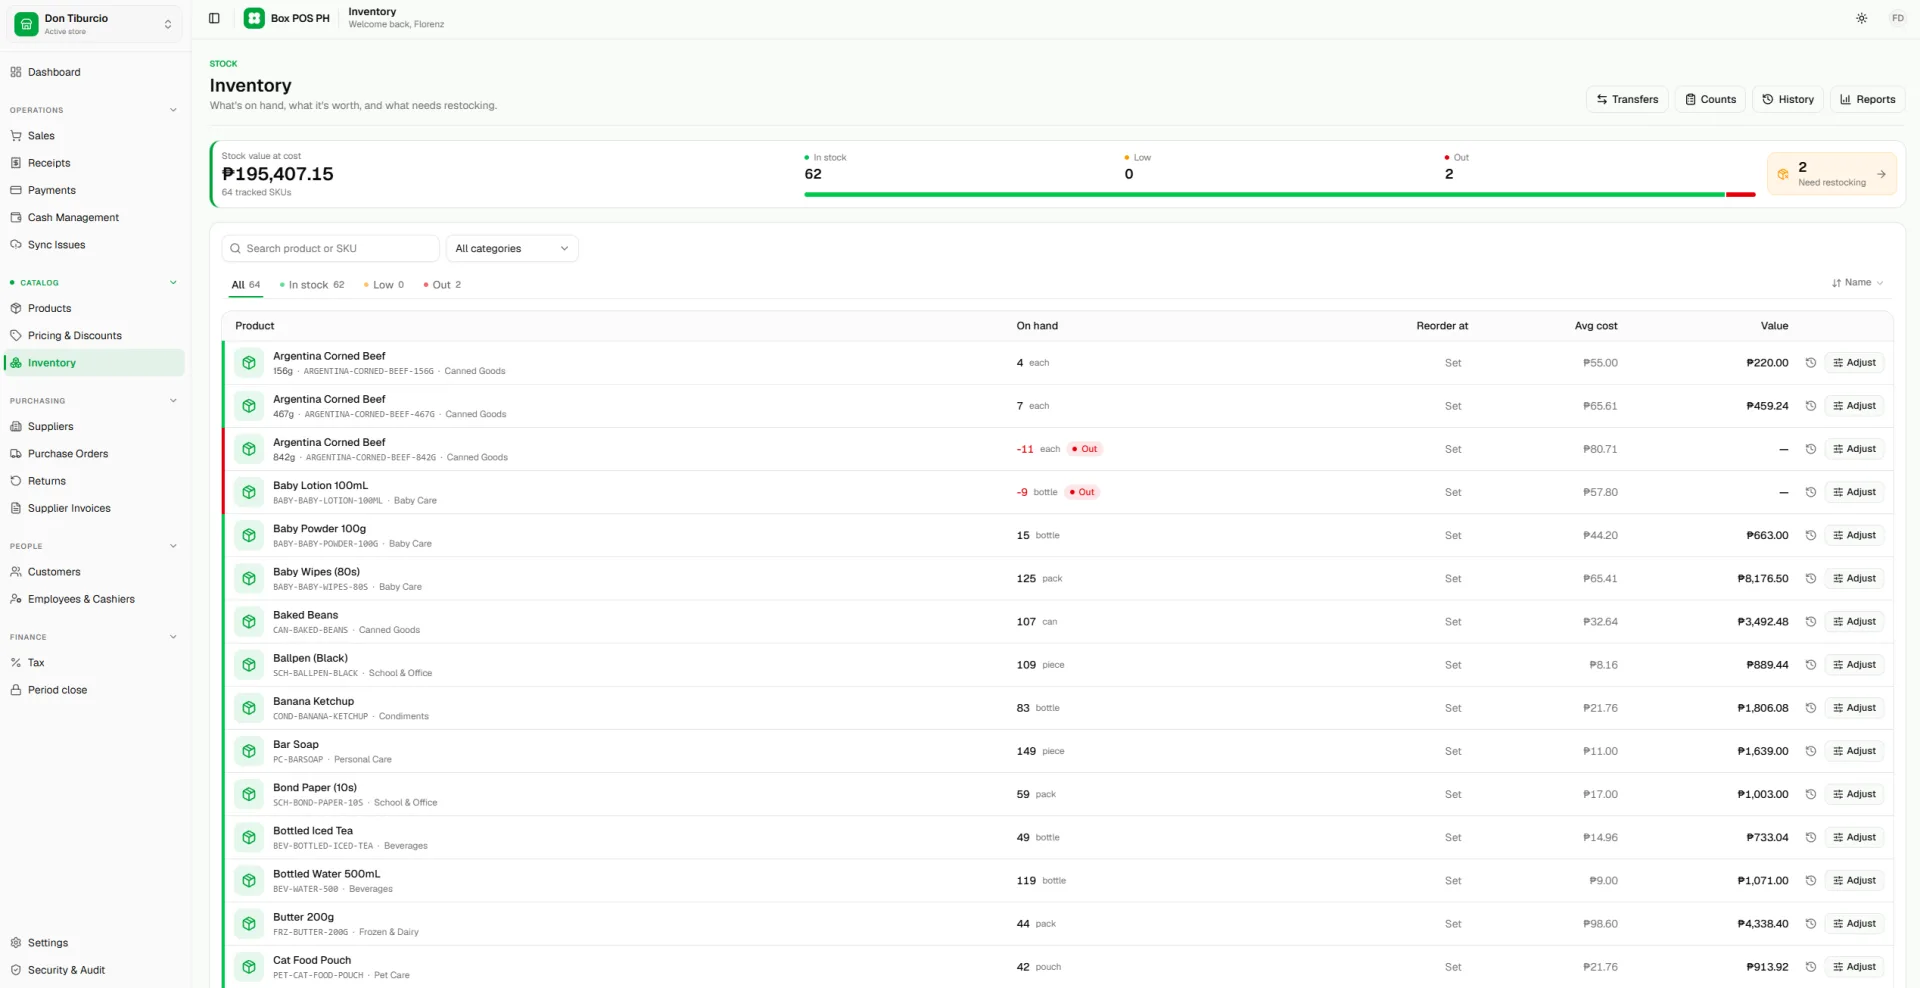 Don Tiburcio
Active store
Dashboard
OPERATIONS
Sales
Receipts
Payments
Cash Management
Sync Issues
CATALOG
Products
Pricing & Discounts
Inventory
PURCHASING
Suppliers
Purchase Orders
Returns
Supplier Invoices
PEOPLE
Customers
Employees & Cashiers
FINANCE
Tax
Period close
Settings
Security & Audit
Box POS PH
Inventory
Welcome back, Florenz
FD
STOCK
Inventory
What's on hand, what it's worth, and what needs restocking.
Transfers Counts History Reports
Stock value at cost
₱195,407.15
64 tracked SKUs
In stock Low Out
62 0 2
2
Need restocking
Search product or SKU All categories
All 64 In stock 62 Low 0 Out 2 Name
Product On hand Reorder at Avg cost Value
Argentina Corned Beef
156g · ARGENTINA-CORNED-BEEF-156G · Canned Goods
4 each Set ₱55.00 ₱220.00 Adjust
Argentina Corned Beef
467g · ARGENTINA-CORNED-BEEF-467G · Canned Goods
7 each Set ₱65.61 ₱459.24 Adjust
Argentina Corned Beef
842g · ARGENTINA-CORNED-BEEF-842G · Canned Goods
-11 each Out Set ₱80.71 — Adjust
Baby Lotion 100mL
BABY-BABY-LOTION-100ML · Baby Care
-9 bottle Out Set ₱57.80 — Adjust
Baby Powder 100g
BABY-BABY-POWDER-100G · Baby Care
15 bottle Set ₱44.20 ₱663.00 Adjust
Baby Wipes (80s)
BABY-BABY-WIPES-80S · Baby Care
125 pack Set ₱65.41 ₱8,176.50 Adjust
Baked Beans
CAN-BAKED-BEANS · Canned Goods
107 can Set ₱32.64 ₱3,492.48 Adjust
Ballpen (Black)
SCH-BALLPEN-BLACK · School & Office
109 piece Set ₱8.16 ₱889.44 Adjust
Banana Ketchup
COND-BANANA-KETCHUP · Condiments
83 bottle Set ₱21.76 ₱1,806.08 Adjust
Bar Soap
PC-BARSOAP · Personal Care
149 piece Set ₱11.00 ₱1,639.00 Adjust
Bond Paper (10s)
SCH-BOND-PAPER-10S · School & Office
59 pack Set ₱17.00 ₱1,003.00 Adjust
Bottled Iced Tea
BEV-BOTTLED-ICED-TEA · Beverages
49 bottle Set ₱14.96 ₱733.04 Adjust
Bottled Water 500mL
BEV-WATER-500 · Beverages
119 bottle Set ₱9.00 ₱1,071.00 Adjust
Butter 200g
FRZ-BUTTER-200G · Frozen & Dairy
44 pack Set ₱98.60 ₱4,338.40 Adjust
Cat Food Pouch
PET-CAT-FOOD-POUCH · Pet Care
42 pouch Set ₱21.76 ₱913.92 Adjust